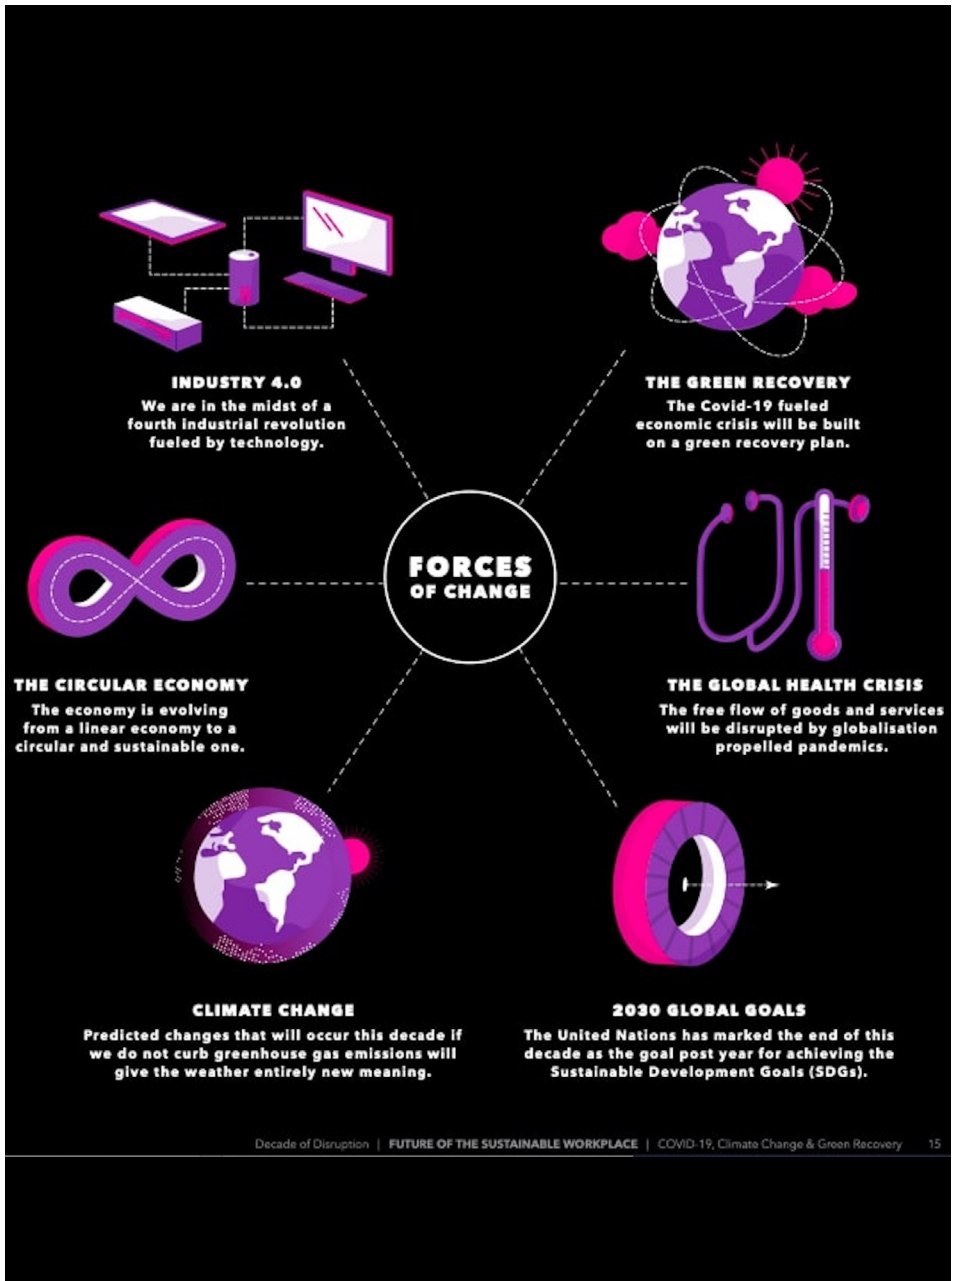 INDUSTRY 4.0
We are in the midst of a
fourth industrial revolution
fueled by technology.
THE GREEN RECOVERY
The Covid-19 fueled
economic crisis will be built
on a green recovery plan.
FORCES
OF CHANGE
THE CIRCULAR ECONOMY
The economy is evolving
from a linear economy to a
circular and sustainable one.
THE GLOBAL HEALTH CRISIS
The free flow of goods and services
will be disrupted by globalisation
propelled pandemics.
CLIMATE CHANGE
Predicted changes that will occur this decade if
we do not curb greenhouse gas emissions will
give the weather entirely new meaning.
2030 GLOBAL GOALS
The United Nations has marked the end of this
decade as the goal post year for achieving the
Sustainable Development Goals (SDGs).
Decade of Disruption | FUTURE OF THE SUSTAINABLE WORKPLACE | COVID-19, Climate Change & Green Recovery 15